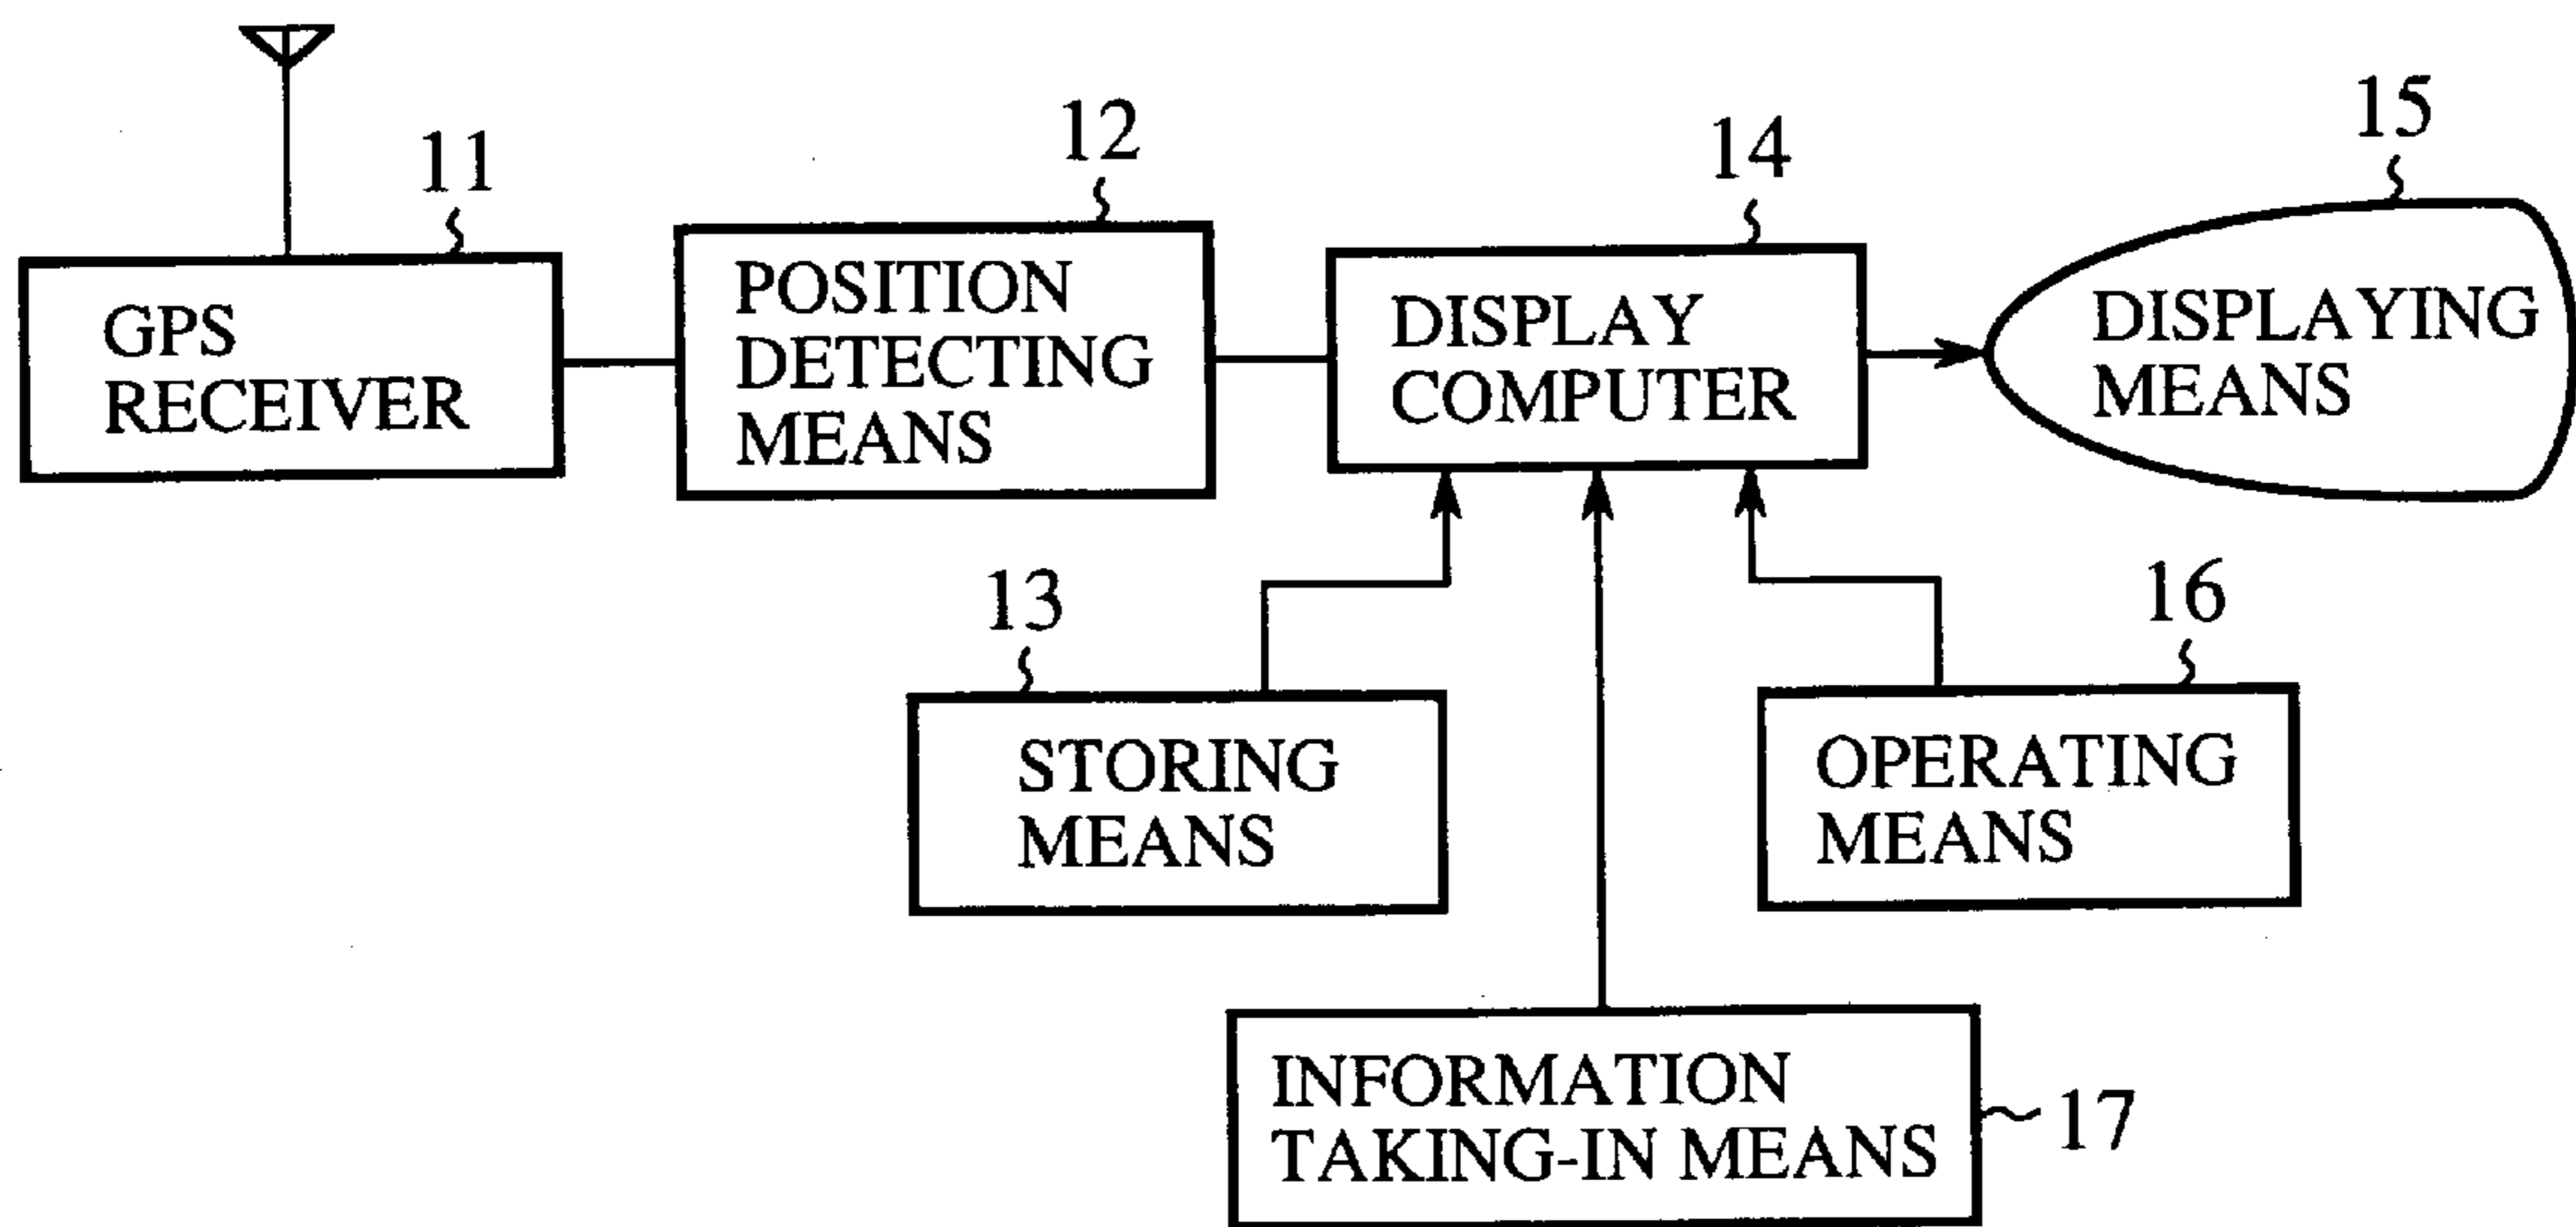 11
GPS
RECEIVER
12
POSITION
DETECTING
MEANS
14
DISPLAY
COMPUTER
15
DISPLAYING
MEANS
13
STORING
MEANS
16
OPERATING
MEANS
INFORMATION
TAKING-IN MEANS
17